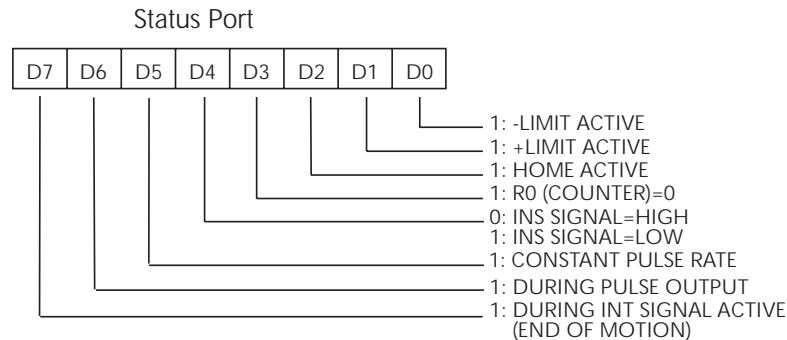 Status Port
D7 D6 D5 D4 D3 D2 D1 D0
1: -LIMIT ACTIVE
1: +LIMIT ACTIVE
1: HOME ACTIVE
1: R0 (COUNTER)=0
0: INS SIGNAL=HIGH
1: INS SIGNAL=LOW
1: CONSTANT PULSE RATE
1: DURING PULSE OUTPUT
1: DURING INT SIGNAL ACTIVE
(END OF MOTION)